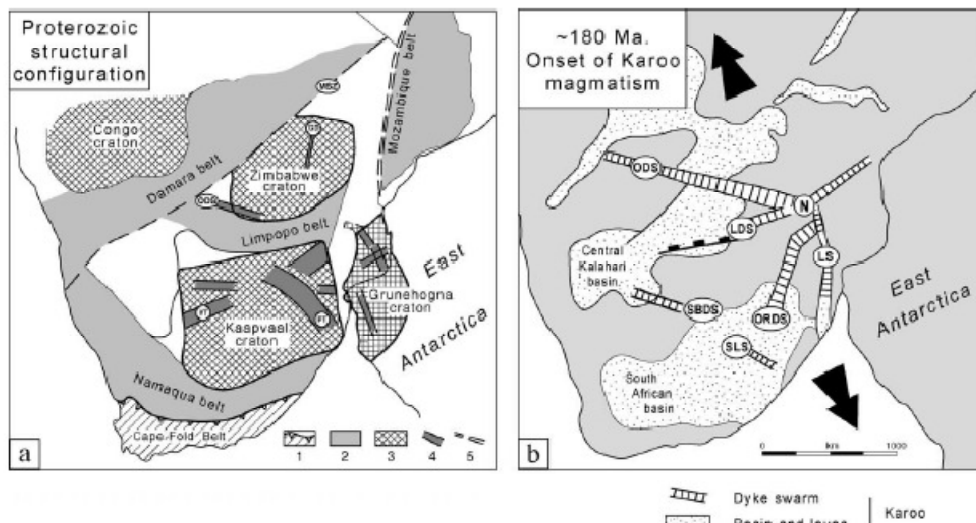 Proterozoic
structural
configuration
MSZ
Mozambique belt
Congo
craton
GD
Zimbabwe
craton
Damara belt
ODS
Limpopo belt
East
Antarctica
Grunehogna
craton
FT
FT
Kaapvaal
craton
Namaqua belt
Cape Fold Belt
1 2 3 4 5
a
~180 Ma.
Onset of Karoo
magmatism
ODS
N
LDS
LS
Central
Kalahari
basin
East
Antarctica
SBDS
ORDS
SLS
South
African
basin
0 km 1000
b
Dyke swarm
Karoo